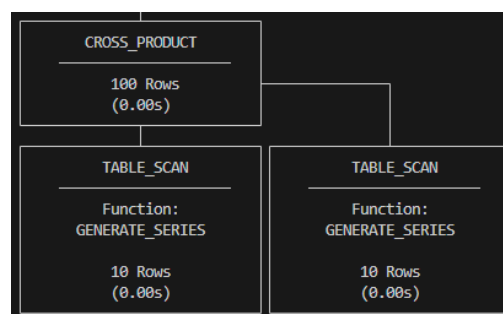 CROSS_PRODUCT
100 Rows
(0.00s)
TABLE_SCAN
Function:
GENERATE_SERIES
10 Rows
(0.00s)
TABLE_SCAN
Function:
GENERATE_SERIES
10 Rows
(0.00s)